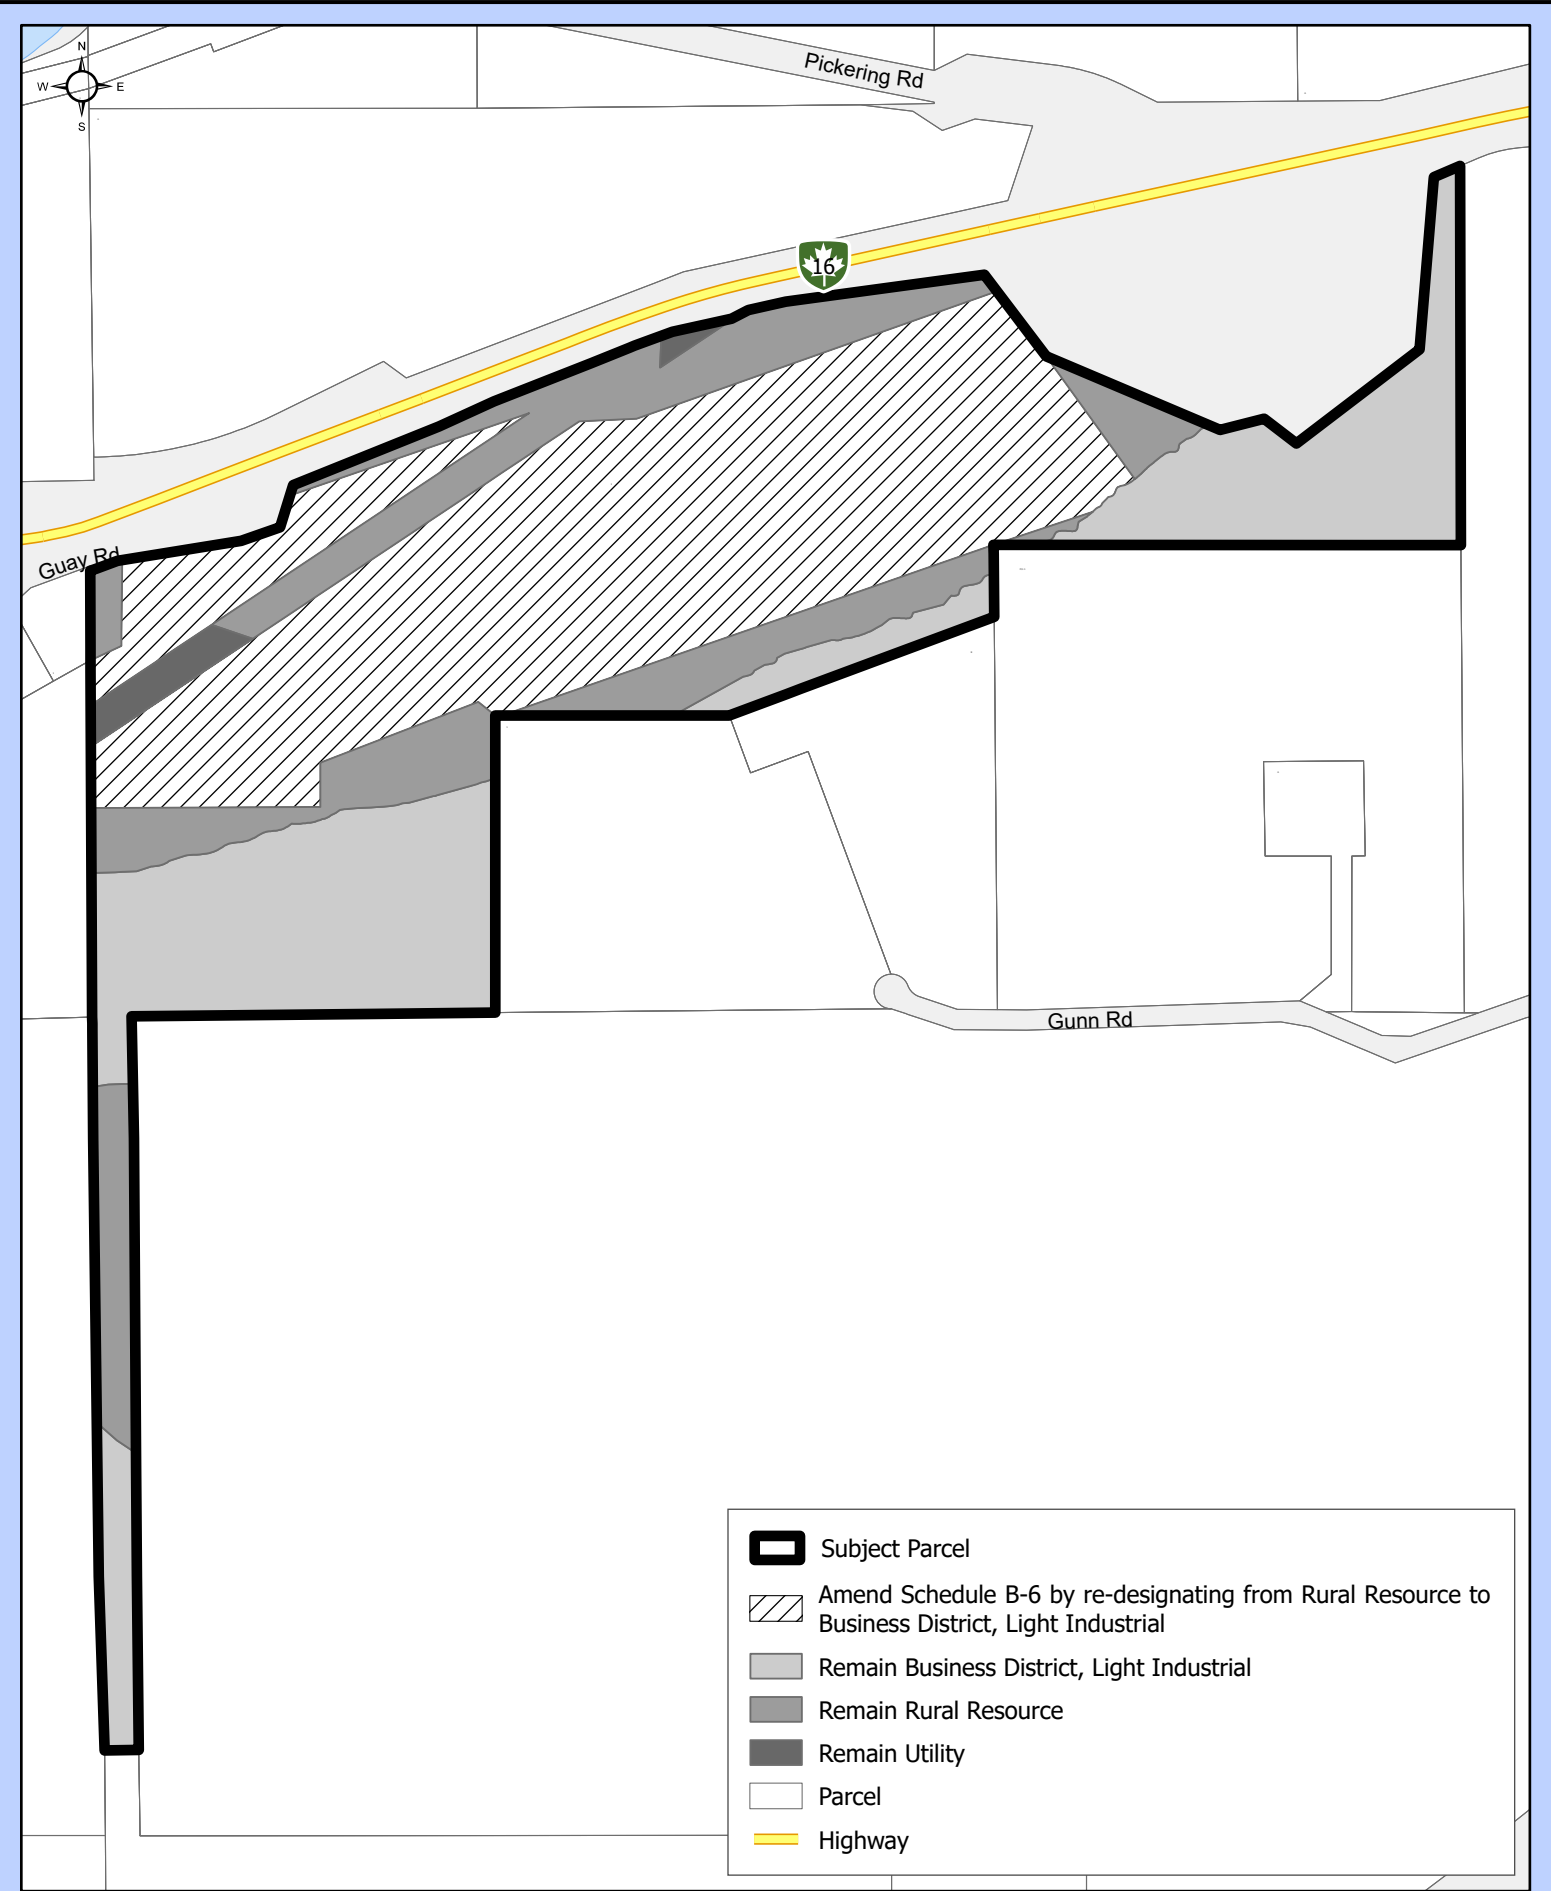 N
W E
S
Pickering Rd
16
Guay Rd
Gunn Rd
Subject Parcel
Amend Schedule B-6 by re-designating from Rural Resource to
Business District, Light Industrial
Remain Business District, Light Industrial
Remain Rural Resource
Remain Utility
Parcel
Highway